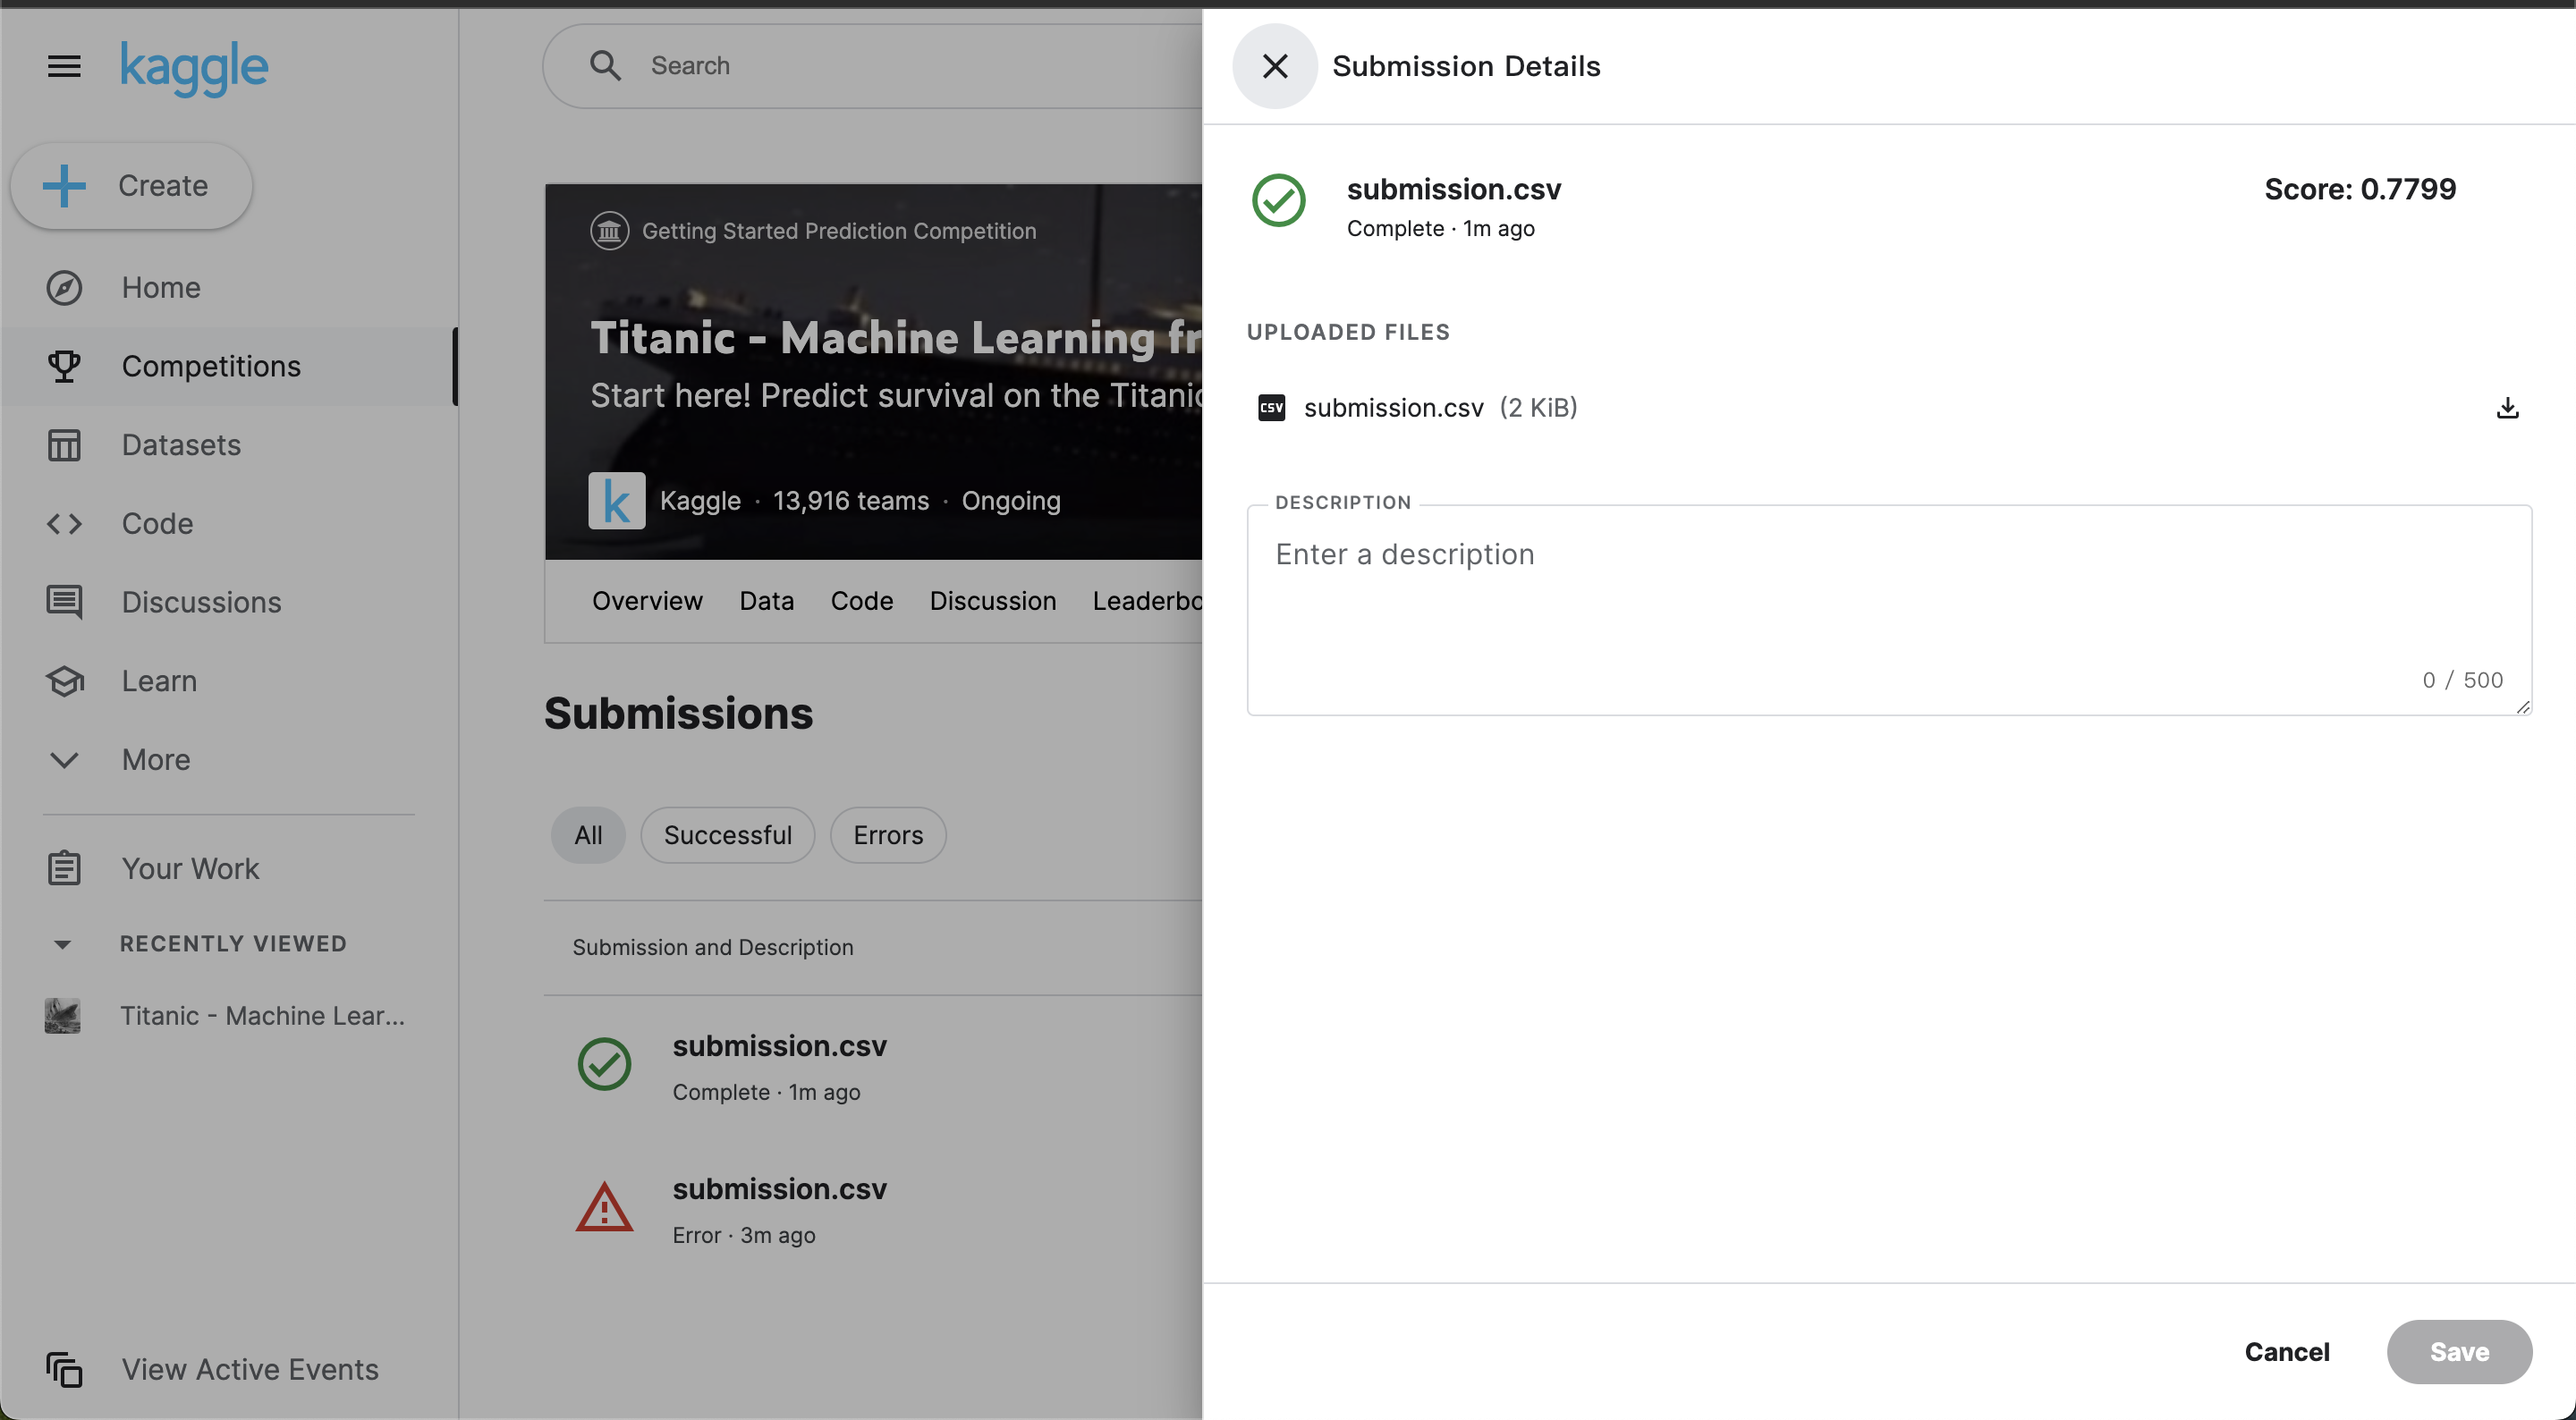 kaggle
Create
Home
Competitions
Datasets
Code
Discussions
Learn
More
Your Work
RECENTLY VIEWED
Titanic - Machine Lear...
View Active Events
Search
Getting Started Prediction Competition
Titanic - Machine Learning fr
Start here! Predict survival on the Titanic
k
Kaggle · 13,916 teams · Ongoing
Overview Data Code Discussion Leaderbo
Submissions
All Successful Errors
Submission and Description
submission.csv
Complete · 1m ago
submission.csv
Error · 3m ago
Submission Details
submission.csv Score: 0.7799
Complete · 1m ago
UPLOADED FILES
CSV submission.csv (2 KiB)
DESCRIPTION
Enter a description
0 / 500
Cancel Save